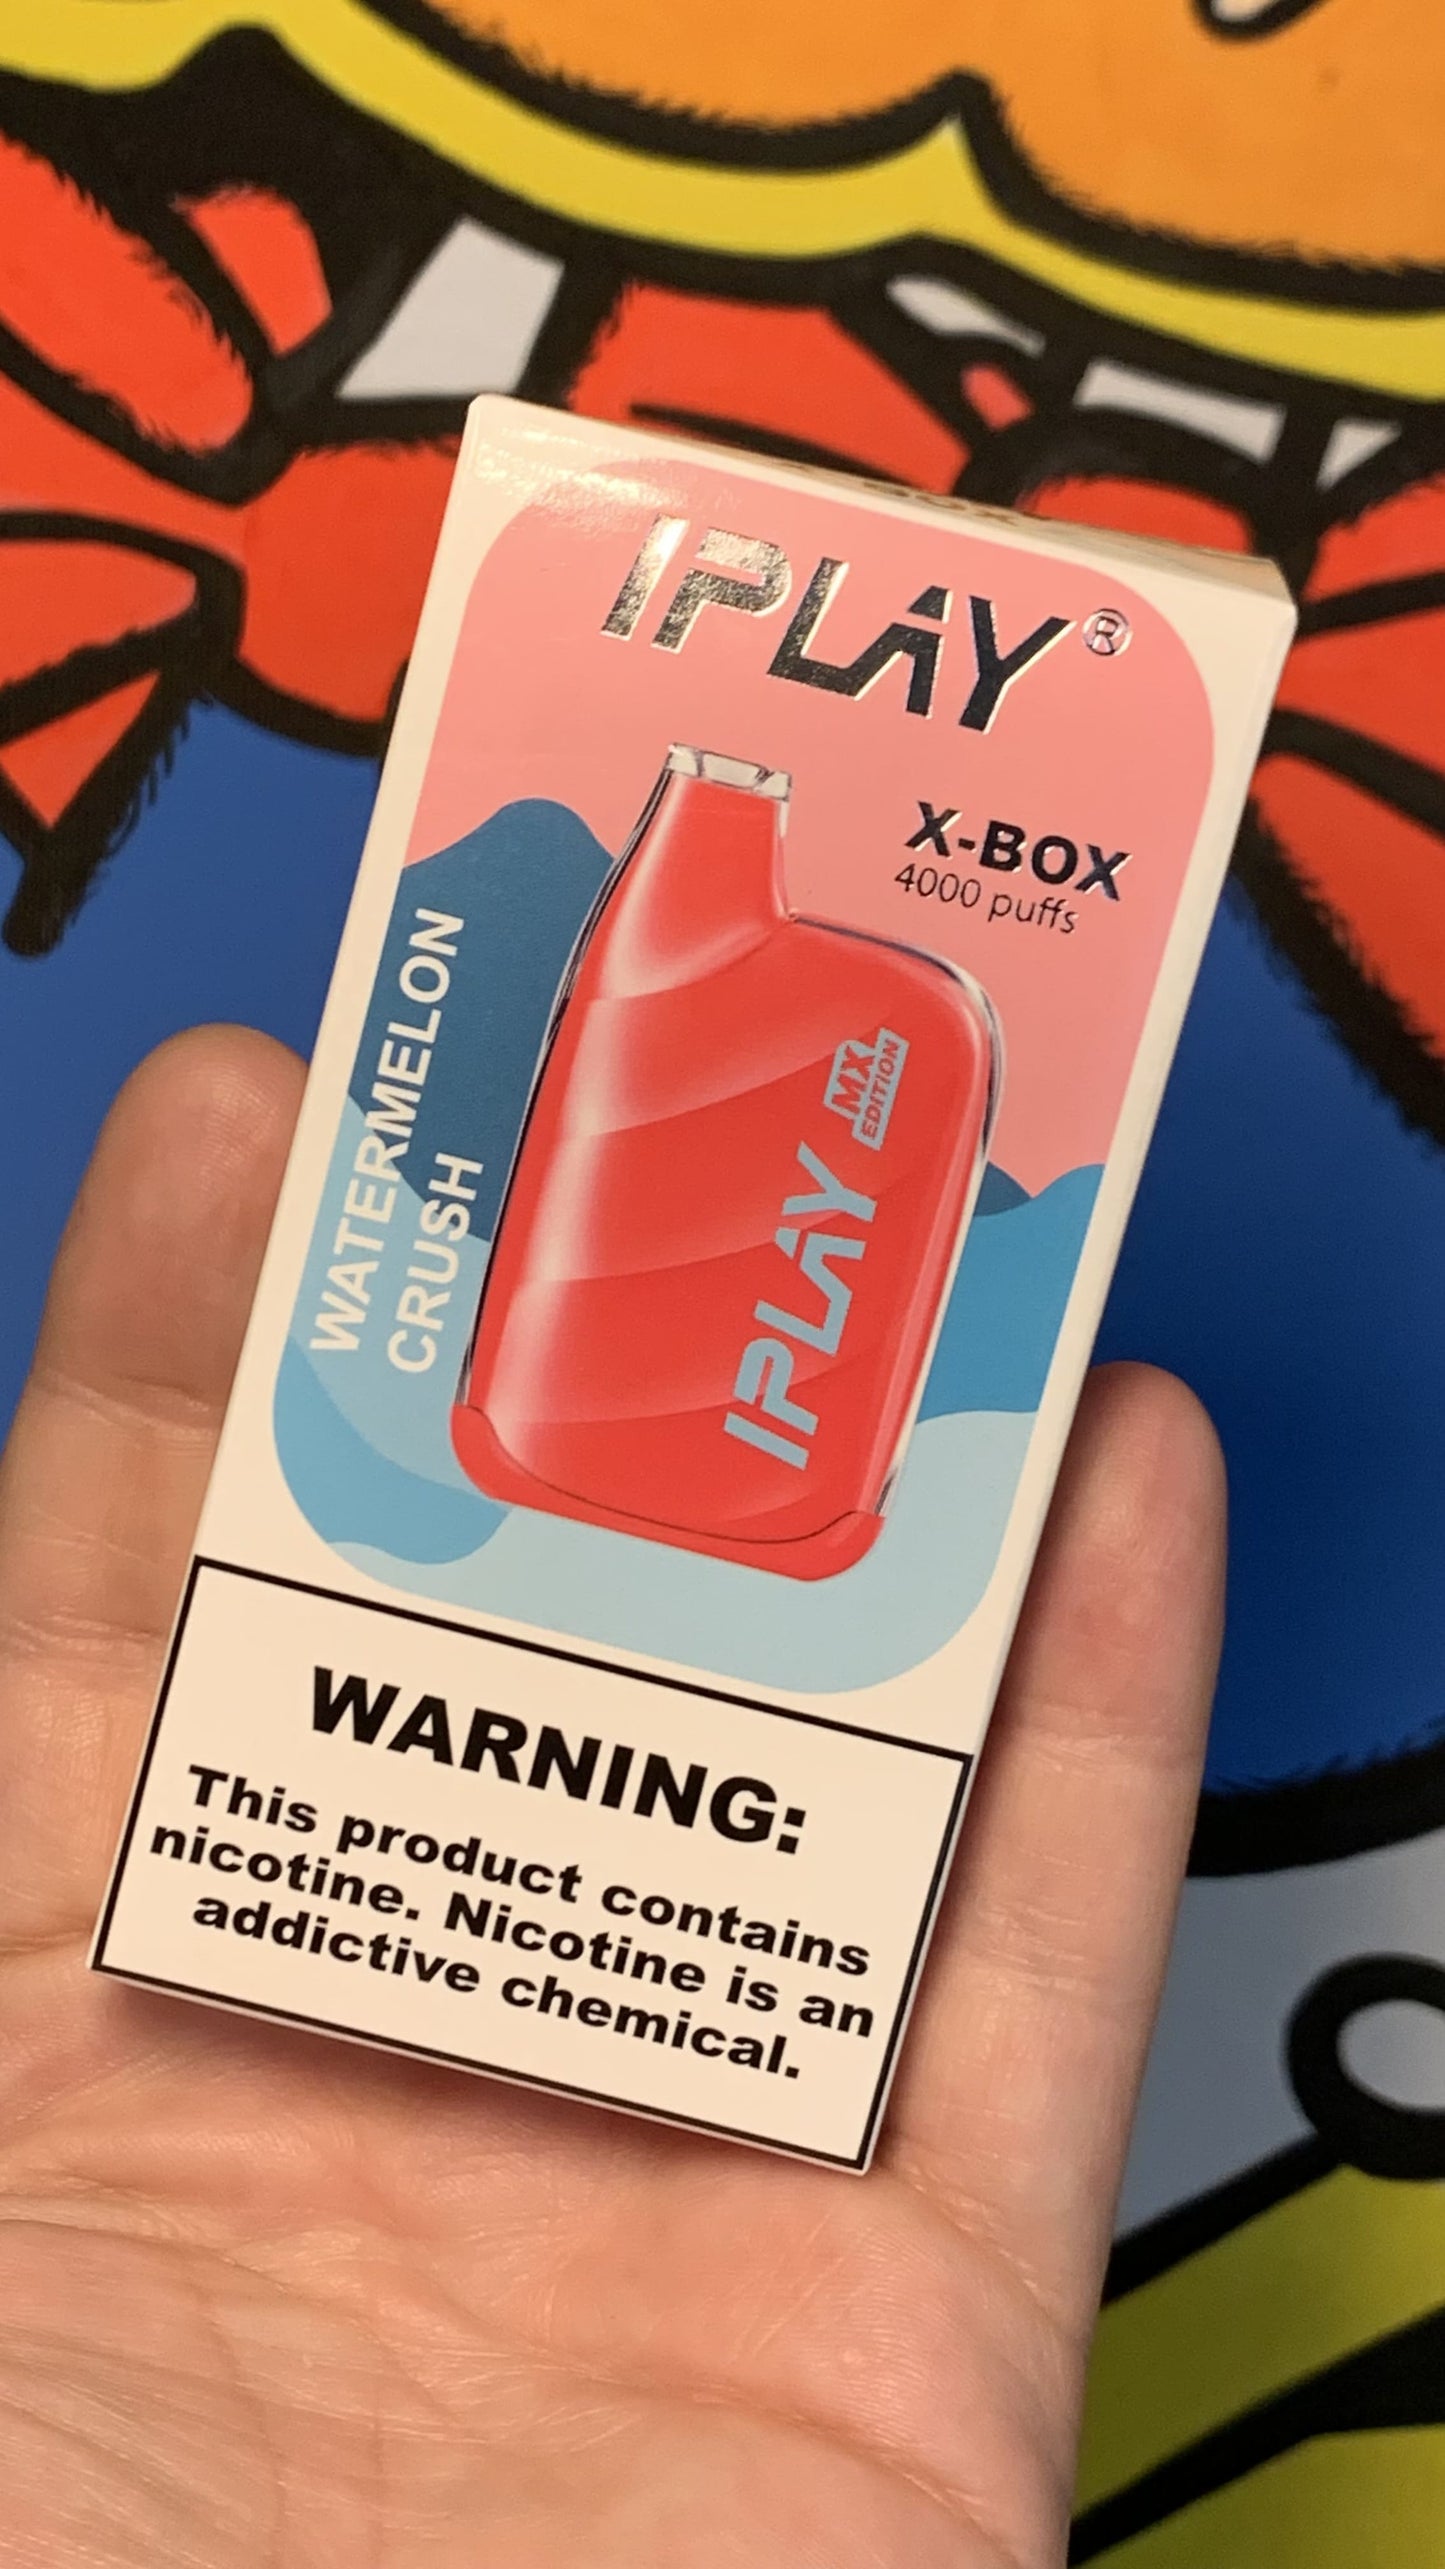 IPLAY®
X-BOX
4000 puffs
WATERMELON
CRUSH
IPLAY MX
EDITION
WARNING:
This product contains
nicotine. Nicotine is an
addictive chemical.